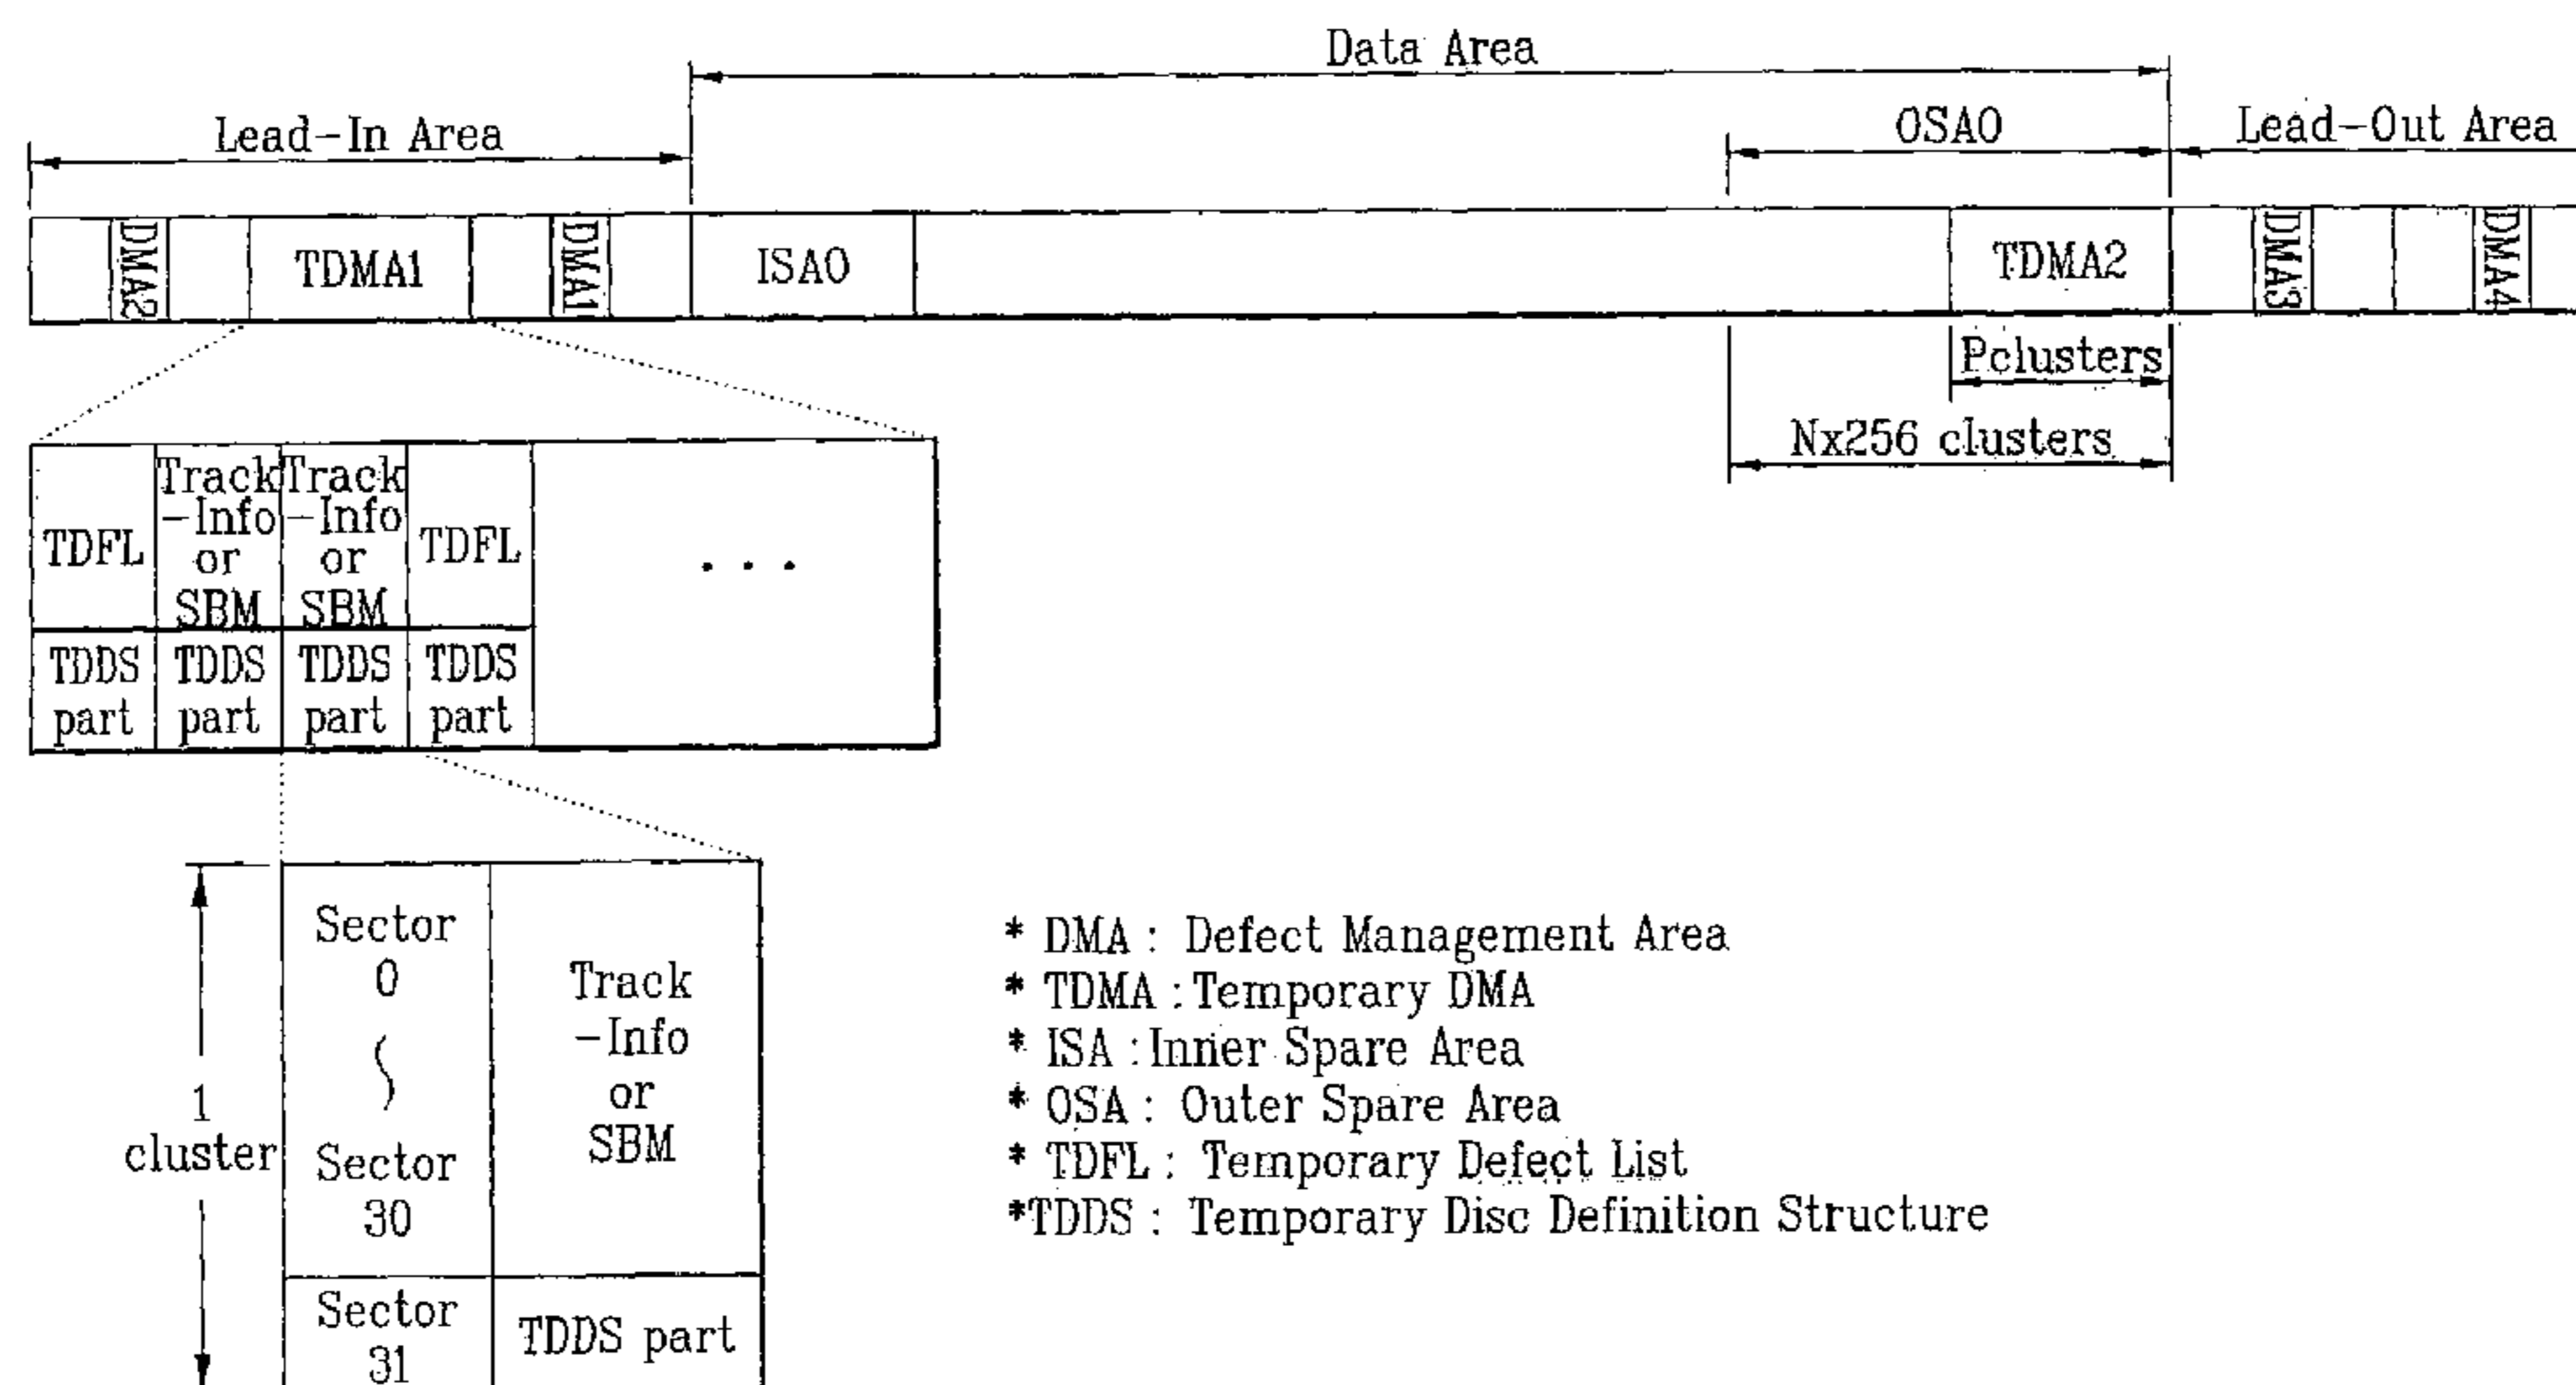 Data Area
Lead-In Area
OSA0
Lead-Out Area
DMA2
TDMA1
DMA1
ISA0
TDMA2
DMA3
DMA4
Pclusters
Nx256 clusters
TDFL
Track
-Info
or
SBM
Track
-Info
or
SBM
TDFL
. . .
TDDS
part
TDDS
part
TDDS
part
TDDS
part
1
cluster
Sector
0
Sector
30
Track
-Info
or
SBM
Sector
31
TDDS part
* DMA : Defect Management Area
* TDMA : Temporary DMA
* ISA : Inner Spare Area
* OSA : Outer Spare Area
* TDFL : Temporary Defect List
*TDDS : Temporary Disc Definition Structure